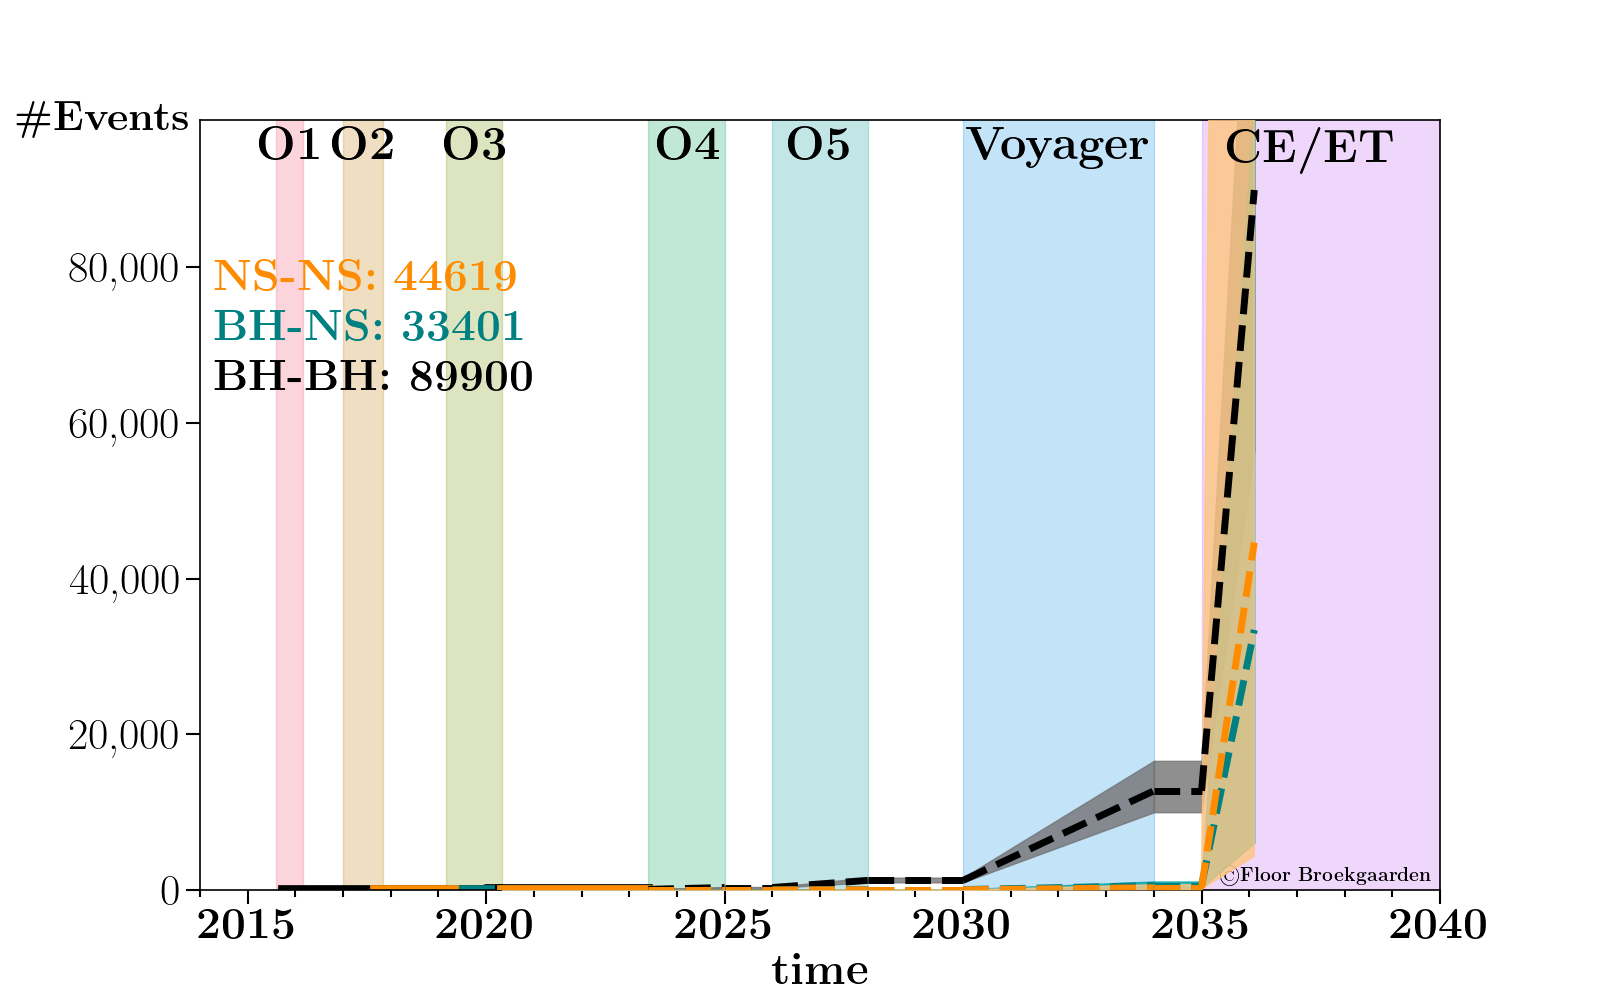 #Events
O1 O2 O3 O4 O5 Voyager CE/ET
80,000
NS-NS: 44619
BH-NS: 33401
BH-BH: 89900
60,000
40,000
20,000
0
©Floor Broekgaarden
2015 2020 2025 2030 2035 2040
time